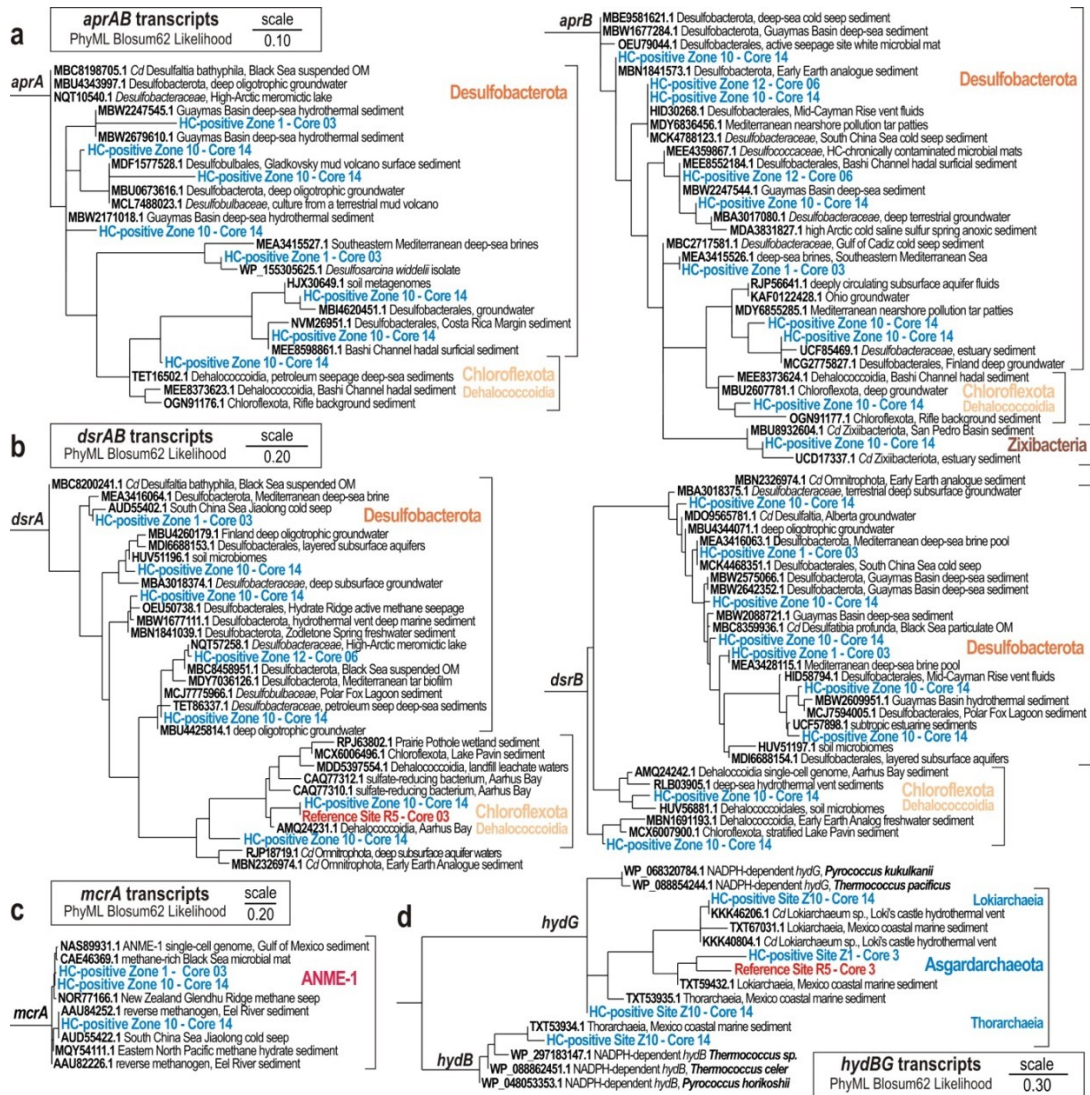 a
aprAB transcripts
PhyML Blosum62 Likelihood
scale
0.10
aprA
MBC8198705.1 Cd Desulfaltia bathyphila, Black Sea suspended OM
MBU4343997.1 Desulfobacterota, deep oligotrophic groundwater
NQT10540.1 Desulfobacteraceae, High-Arctic meromictic lake
Desulfobacterota
MBW2247545.1 Guaymas Basin deep-sea hydrothermal sediment
HC-positive Zone 1 - Core 03
MBW2679610.1 Guaymas Basin deep-sea hydrothermal sediment
HC-positive Zone 10 - Core 14
MDF1577528.1 Desulfobulbales, Gladkovsky mud volcano surface sediment
HC-positive Zone 10 - Core 14
MBU0673616.1 Desulfobacterota, deep oligotrophic groundwater
MCL7488023.1 Desulfobulbaceae, culture from a terrestrial mud volcano
MBW2171018.1 Guaymas Basin deep-sea hydrothermal sediment
HC-positive Zone 10 - Core 14
MEA3415527.1 Southeastern Mediterranean deep-sea brines
HC-positive Zone 1 - Core 03
WP_155305625.1 Desulfosarcina widdelii isolate
HJX30649.1 soil metagenomes
HC-positive Zone 10 - Core 14
MBI4620451.1 Desulfobacterales, groundwater
NVM26951.1 Desulfobacterales, Costa Rica Margin sediment
HC-positive Zone 10 - Core 14
MEE8598861.1 Bashi Channel hadal surficial sediment
HC-positive Zone 10 - Core 14
TET16502.1 Dehalococcoidia, petroleum seepage deep-sea sediments
MEE8373623.1 Dehalococcoidia, Bashi Channel hadal sediment
OGN91176.1 Chloroflexota, Rifle background sediment
Chloroflexota
Dehalococcoidia
aprB
MBE9581621.1 Desulfobacterota, deep-sea cold seep sediment
MBW1677284.1 Desulfobacterota, Guaymas Basin deep-sea sediment
OEU79044.1 Desulfobacterales, active seepage site white microbial mat
HC-positive Zone 10 - Core 14
MBN1841573.1 Desulfobacterota, Early Earth analogue sediment
Desulfobacterota
HC-positive Zone 12 - Core 06
HC-positive Zone 10 - Core 14
HID30268.1 Desulfobacterales, Mid-Cayman Rise vent fluids
MDY6836456.1 Mediterranean nearshore pollution tar patties
MCK4788123.1 Desulfobacteraceae, South China Sea cold seep sediment
MEE4359867.1 Desulfococcaceae, HC-chronically contaminated microbial mats
MEE8552184.1 Desulfobacterales, Bashi Channel hadal surficial sediment
HC-positive Zone 12 - Core 06
MBW2247544.1 Guaymas Basin deep-sea sediment
HC-positive Zone 10 - Core 14
MBA3017080.1 Desulfobacteraceae, deep terrestrial groundwater
MDA3831827.1 high Arctic cold saline sulfur spring anoxic sediment
MBC2717581.1 Desulfobacteraceae, Gulf of Cadiz cold seep sediment
MEA3415526.1 deep-sea brines, Southeastern Mediterranean Sea
HC-positive Zone 1 - Core 03
RJP56641.1 deeply circulating subsurface aquifer fluids
KAF0122428.1 Ohio groundwater
MDY6855285.1 Mediterranean nearshore pollution tar patties
HC-positive Zone 10 - Core 14
HC-positive Zone 10 - Core 14
UCF85469.1 Desulfobacteraceae, estuary sediment
MCG2775827.1 Desulfobacterales, Finland deep groundwater
MEE8373624.1 Dehalococcoidia, Bashi Channel hadal sediment
MBU2607781.1 Chloroflexota, deep groundwater
HC-positive Zone 10 - Core 14
OGN91177.1 Chloroflexota, Rifle background sediment
Chloroflexota
Dehalococcoidia
MBU8932604.1 Cd Zixiibacteriota, San Pedro Basin sediment
HC-positive Zone 10 - Core 14
UCD17337.1 Cd Zixiibacteriota, estuary sediment
Zixibacteria
b
dsrAB transcripts
PhyML Blosum62 Likelihood
scale
0.20
dsrA
MBC8200241.1 Cd Desulfaltia bathyphila, Black Sea suspended OM
MEA3416064.1 Desulfobacterota, Mediterranean deep-sea brine
AUD55402.1 South China Sea Jiaolong cold seep
HC-positive Zone 1 - Core 03
Desulfobacterota
MBU4260179.1 Finland deep oligotrophic groundwater
MDI6688153.1 Desulfobacterales, layered subsurface aquifers
HUV51196.1 soil microbiomes
HC-positive Zone 10 - Core 14
MBA3018374.1 Desulfobacteraceae, deep subsurface groundwater
HC-positive Zone 10 - Core 14
OEU50738.1 Desulfobacterales, Hydrate Ridge active methane seepage
MBW1677111.1 Desulfobacterota, hydrothermal vent deep marine sediment
MBN1841039.1 Desulfobacterota, Zodletone Spring freshwater sediment
NQT57258.1 Desulfobacteraceae, High-Arctic meromictic lake
HC-positive Zone 12 - Core 06
MBC8458951.1 Desulfobacterota, Black Sea suspended OM
MDY7036126.1 Desulfobacterota, Mediterranean tar biofilm
MCJ7775966.1 Desulfobulbaceae, Polar Fox Lagoon sediment
TET86337.1 Desulfobacteraceae, petroleum seep deep-sea sediments
HC-positive Zone 10 - Core 14
MBU4425814.1 deep oligotrophic groundwater
RPJ63802.1 Prairie Pothole wetland sediment
MCX6006496.1 Chloroflexota, Lake Pavin sediment
MDD5397554.1 Dehalococcoidia, landfill leachate waters
CAQ77312.1 sulfate-reducing bacterium, Aarhus Bay
CAQ77310.1 sulfate-reducing bacterium, Aarhus Bay
HC-positive Zone 10 - Core 14
Reference Site R5 - Core 03
AMQ24231.1 Dehalococcoidia, Aarhus Bay
HC-positive Zone 10 - Core 14
Chloroflexota
Dehalococcoidia
RJP18719.1 Cd Omnitrophota, deep subsurface aquifer waters
MBN2326974.1 Cd Omnitrophota, Early Earth Analogue sediment
dsrB
MBN2326974.1 Cd Omnitrophota, Early Earth analogue sediment
MBA3018375.1 Desulfobacteraceae, terrestrial deep subsurface groundwater
HC-positive Zone 10 - Core 14
MDO9565781.1 Cd Desulfaltia, Alberta groundwater
MBU4344071.1 deep oligotrophic groundwater
MEA3416063.1 Desulfobacterota, Mediterranean deep-sea brine pool
HC-positive Zone 1 - Core 03
MCK4468351.1 Desulfobacterales, South China Sea cold seep
MBW2575066.1 Desulfobacterota, Guaymas Basin deep-sea sediment
MBW2642352.1 Desulfobacterota, Guaymas Basin deep-sea sediment
HC-positive Zone 10 - Core 14
MBW2088721.1 Guaymas Basin deep-sea sediment
MBC8359936.1 Cd Desulfatibia profunda, Black Sea particulate OM
HC-positive Zone 10 - Core 14
HC-positive Zone 1 - Core 03
Desulfobacterota
MEA3428115.1 Mediterranean deep-sea brine pool
HID58794.1 Desulfobacterales, Mid-Cayman Rise vent fluids
HC-positive Zone 10 - Core 14
MBW2609951.1 Guaymas Basin hydrothermal sediment
MCJ7594005.1 Desulfobacterales, Polar Fox Lagoon sediment
UCF57898.1 subtropic estuarine sediments
HC-positive Zone 10 - Core 14
HUV51197.1 soil microbiomes
MDI6688154.1 Desulfobacterales, layered subsurface aquifers
AMQ24242.1 Dehaloccoidia single-cell genome, Aarhus Bay sediment
RLB03905.1 deep-sea hydrothermal vent sediments
HC-positive Zone 10 - Core 14
HUV56881.1 Dehalococcoidales, soil microbiomes
MBN1691193.1 Dehalococcoidia, Early Earth Analog freshwater sediment
MCX6007900.1 Chloroflexota, stratified Lake Pavin sediment
HC-positive Zone 10 - Core 14
Chloroflexota
Dehalococcoidia
c
mcrA transcripts
PhyML Blosum62 Likelihood
scale
0.20
mcrA
NAS89931.1 ANME-1 single-cell genome, Gulf of Mexico sediment
CAE46369.1 methane-rich Black Sea microbial mat
HC-positive Zone 1 - Core 03
HC-positive Zone 10 - Core 14
ANME-1
NOR77166.1 New Zealand Glendhu Ridge methane seep
AAU84252.1 reverse methanogen, Eel River sediment
HC-positive Zone 10 - Core 14
AUD55422.1 South China Sea Jiaolong cold seep
MQY54111.1 Eastern North Pacific methane hydrate sediment
AAU82226.1 reverse methanogen, Eel River sediment
d
hydG
WP_068320784.1 NADPH-dependent hydG, Pyrococcus kukulkanii
WP_088854244.1 NADPH-dependent hydG, Thermococcus pacificus
HC-positive Site Z10 - Core 14
Lokiarchaeia
KKK46206.1 Cd Lokiarchaeum sp., Loki's castle hydrothermal vent
TXT67031.1 Lokiarchaeia, Mexico coastal marine sediment
KKK40804.1 Cd Lokiarchaeum sp., Loki's castle hydrothermal vent
HC-positive Site Z1 - Core 3
Asgardarchaeota
Reference Site R5 - Core 3
TXT59432.1 Lokiarchaeia, Mexico coastal marine sediment
TXT53935.1 Thorarchaeia, Mexico coastal marine sediment
HC-positive Site Z10 - Core 14
Thorarchaeia
hydB
TXT53934.1 Thorarchaeia, Mexico coastal marine sediment
HC-positive Site Z10 - Core 14
WP_297183147.1 NADPH-dependent hydB Thermococcus sp.
WP_088862451.1 NADPH-dependent hydB, Thermococcus celer
WP_048053353.1 NADPH-dependent hydB, Pyrococcus horikoshii
hydBG transcripts
PhyML Blosum62 Likelihood
scale
0.30